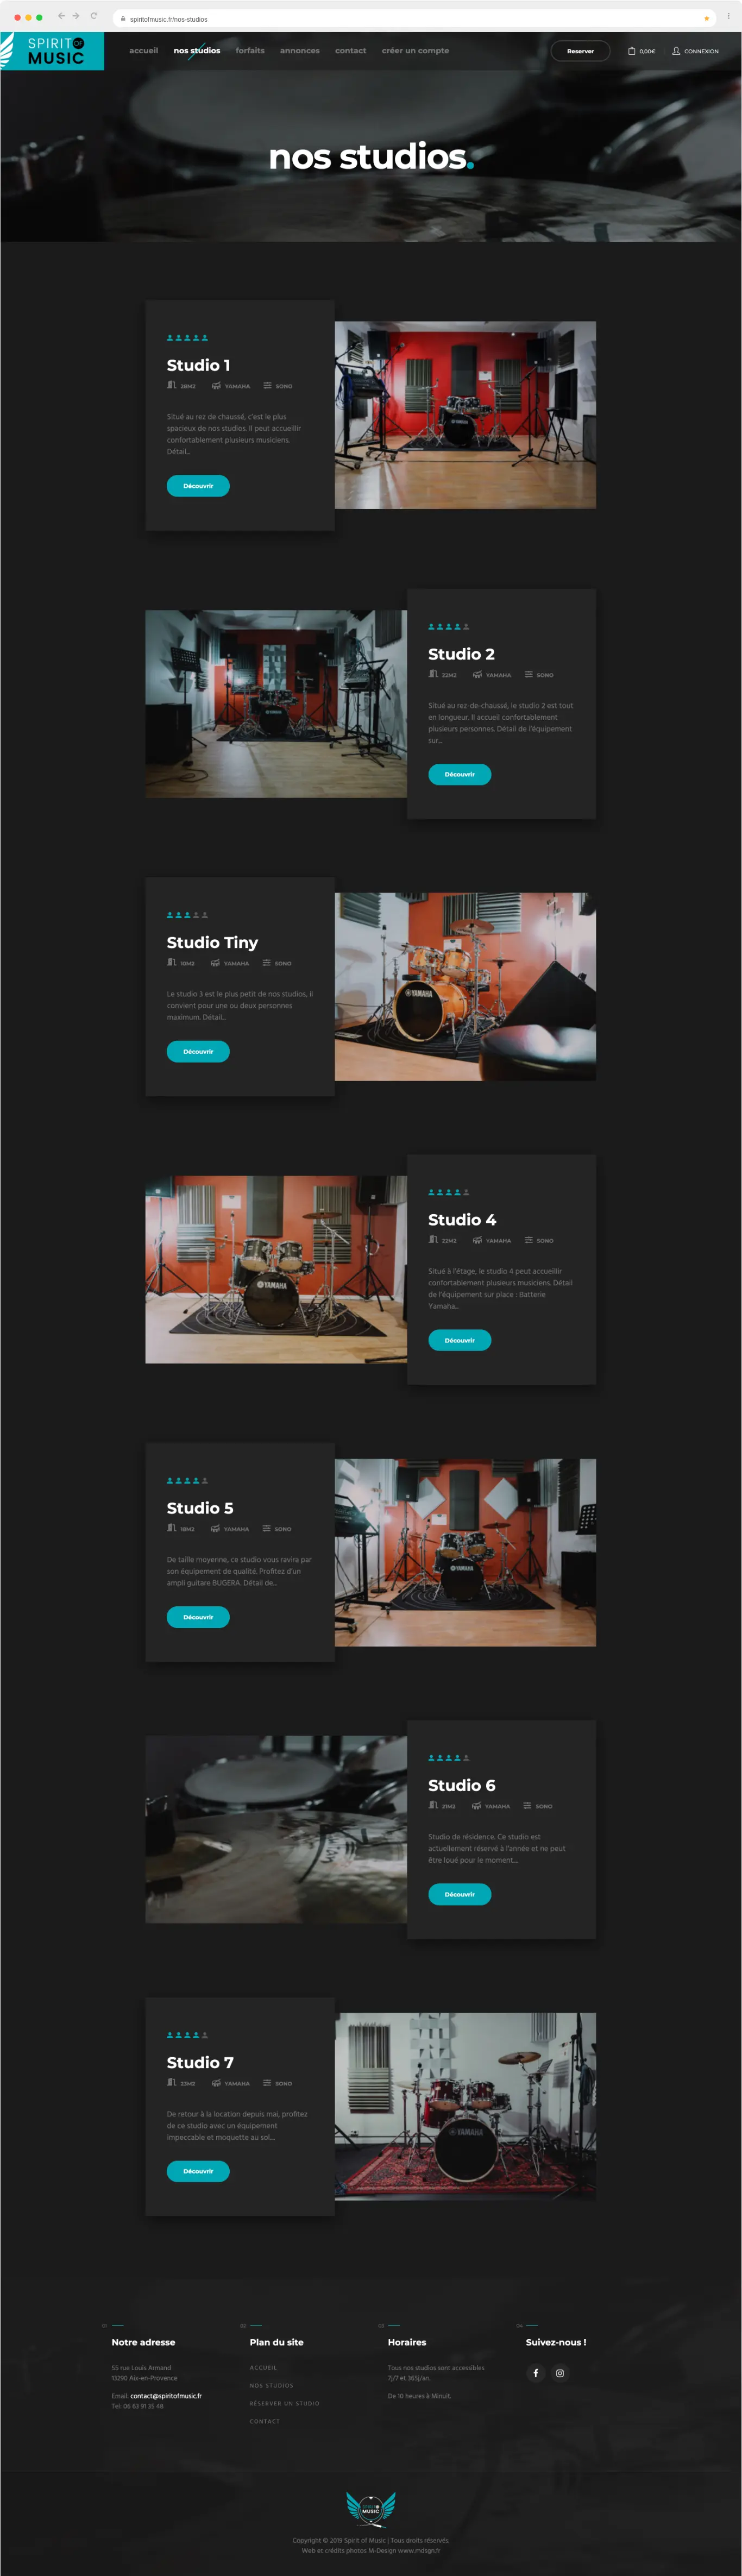 spiritofmusic.fr/nos-studios
SPIRIT OF
MUSIC
accueil nos studios forfaits annonces contact créer un compte
Reserver
0,00€
CONNEXION
nos studios.
Studio 1
28M2 YAMAHA SONO
Situé au rez de chaussé, c'est le plus
spacieux de nos studios. Il peut accueillir
confortablement plusieurs musiciens.
Détail...
Découvrir
Studio 2
22M2 YAMAHA SONO
Situé au rez-de-chaussé, le studio 2 est tout
en longueur. Il accueil confortablement
plusieurs personnes. Détail de l'équipement
sur...
Découvrir
Studio Tiny
10M2 YAMAHA SONO
Le studio 3 est le plus petit de nos studios, il
convient pour une ou deux personnes
maximum. Détail...
Découvrir
YAMAHA
Studio 4
22M2 YAMAHA SONO
Situé à l'étage, le studio 4 peut accueillir
confortablement plusieurs musiciens. Détail
de l'équipement sur place : Batterie
Yamaha...
Découvrir
YAMAHA
Studio 5
18M2 YAMAHA SONO
De taille moyenne, ce studio vous ravira par
son équipement de qualité. Profitez d'un
ampli guitare BUGERA. Détail de...
Découvrir
YAMAHA
Studio 6
21M2 YAMAHA SONO
Studio de résidence. Ce studio est
actuellement réservé à l'année et ne peut
être loué pour le moment....
Découvrir
Studio 7
23M2 YAMAHA SONO
De retour à la location depuis mai, profitez
de ce studio avec un équipement
impeccable et moquette au sol....
Découvrir
YAMAHA
01 02 03 04
Notre adresse
55 rue Louis Armand
13290 Aix-en-Provence
Email: contact@spiritofmusic.fr
Tel: 06 63 91 35 48
Plan du site
ACCUEIL
NOS STUDIOS
RÉSERVER UN STUDIO
CONTACT
Horaires
Tous nos studios sont accessibles
7j/7 et 365j/an.
De 10 heures à Minuit.
Suivez-nous !
SPIRIT OF
MUSIC
Copyright © 2019 Spirit of Music | Tous droits réservés.
Web et crédits photos M-Design www.mdsgn.fr